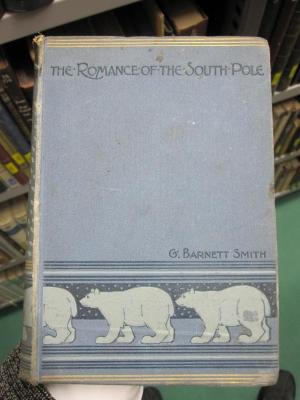 THE·ROMANCE·OF·THE·SOUTH·POLE
G. BARNETT SMITH